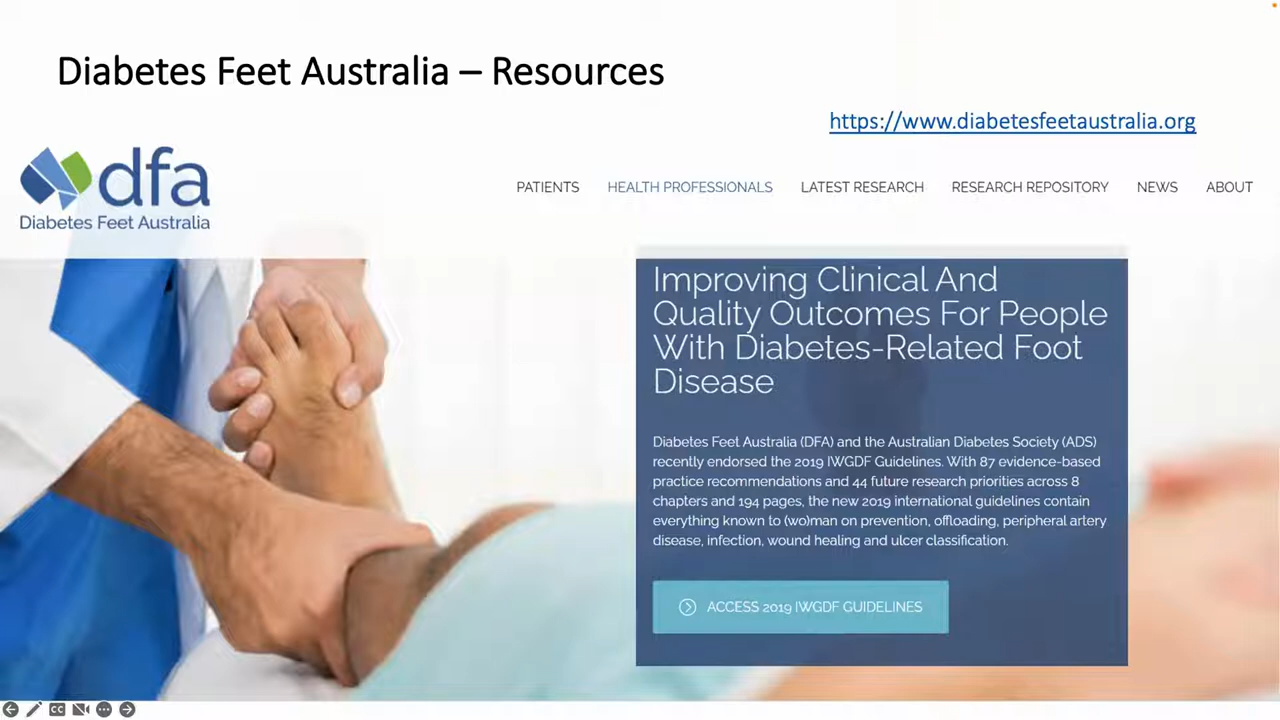 Diabetes Feet Australia – Resources
https://www.diabetesfeetaustralia.org
dfa
Diabetes Feet Australia
PATIENTS HEALTH PROFESSIONALS LATEST RESEARCH RESEARCH REPOSITORY NEWS ABOUT
Improving Clinical And
Quality Outcomes For People
With Diabetes-Related Foot
Disease
Diabetes Feet Australia (DFA) and the Australian Diabetes Society (ADS)
recently endorsed the 2019 IWGDF Guidelines. With 87 evidence-based
practice recommendations and 44 future research priorities across 8
chapters and 194 pages, the new 2019 international guidelines contain
everything known to (wo)man on prevention, offloading, peripheral artery
disease, infection, wound healing and ulcer classification.
ACCESS 2019 IWGDF GUIDELINES
CC